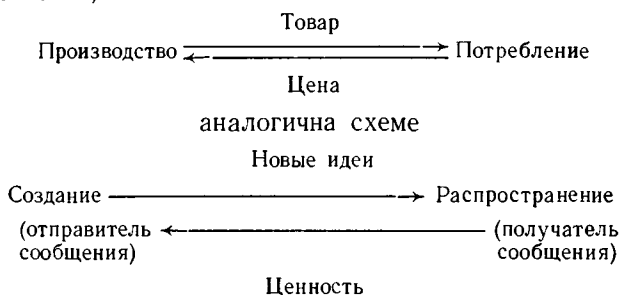 Товар
Производство Потребление
Цена
аналогична схеме
Новые идеи
Создание Распространение
(отправитель (получатель
сообщения) сообщения)
Ценность